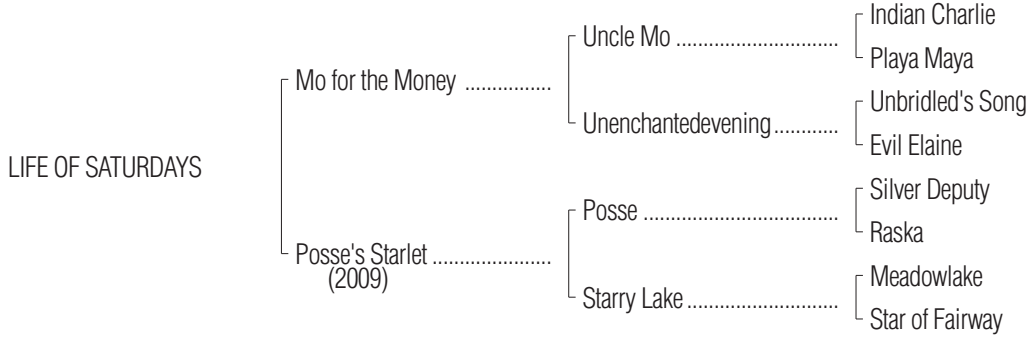 Indian Charlie
Uncle Mo ..............................
Playa Maya
Mo for the Money ................
Unbridled's Song
Unenchantedevening............
Evil Elaine
LIFE OF SATURDAYS
Silver Deputy
Posse ....................................
Raska
Posse's Starlet ......................
(2009)
Meadowlake
Starry Lake............................
Star of Fairway